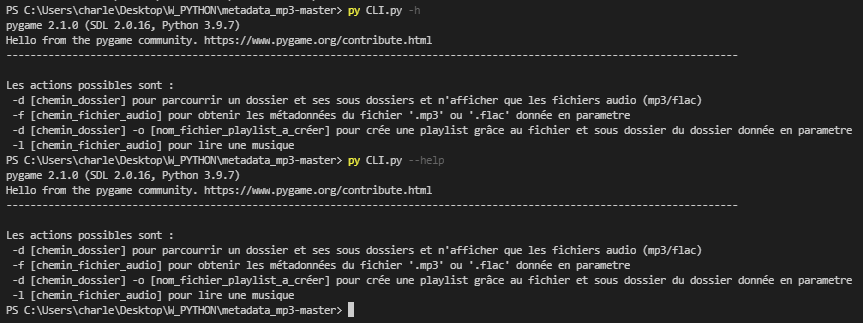 PS C:\Users\charle\Desktop\W_PYTHON\metadata_mp3-master> py CLI.py -h
pygame 2.1.0 (SDL 2.0.16, Python 3.9.7)
Hello from the pygame community. https://www.pygame.org/contribute.html
--------------------------------------------------------------------------------------------------------------------------
Les actions possibles sont :
-d [chemin_dossier] pour parcourrir un dossier et ses sous dossiers et n'afficher que les fichiers audio (mp3/flac)
-f [chemin_fichier_audio] pour obtenir les métadonnées du fichier '.mp3' ou '.flac' donnée en parametre
-d [chemin_dossier] -o [nom_fichier_playlist_a_créer] pour crée une playlist grâce au fichier et sous dossier du dossier donnée en parametre
-l [chemin_fichier_audio] pour lire une musique
PS C:\Users\charle\Desktop\W_PYTHON\metadata_mp3-master> py CLI.py --help
pygame 2.1.0 (SDL 2.0.16, Python 3.9.7)
Hello from the pygame community. https://www.pygame.org/contribute.html
--------------------------------------------------------------------------------------------------------------------------
Les actions possibles sont :
-d [chemin_dossier] pour parcourrir un dossier et ses sous dossiers et n'afficher que les fichiers audio (mp3/flac)
-f [chemin_fichier_audio] pour obtenir les métadonnées du fichier '.mp3' ou '.flac' donnée en parametre
-d [chemin_dossier] -o [nom_fichier_playlist_a_créer] pour crée une playlist grâce au fichier et sous dossier du dossier donnée en parametre
-l [chemin_fichier_audio] pour lire une musique
PS C:\Users\charle\Desktop\W_PYTHON\metadata_mp3-master>